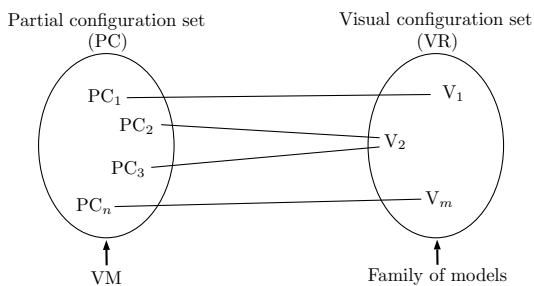 Partial configuration set
(PC)
Visual configuration set
(VR)
PC₁
V₁
PC₂
V₂
PC₃
PCₙ
Vₘ
VM
Family of models